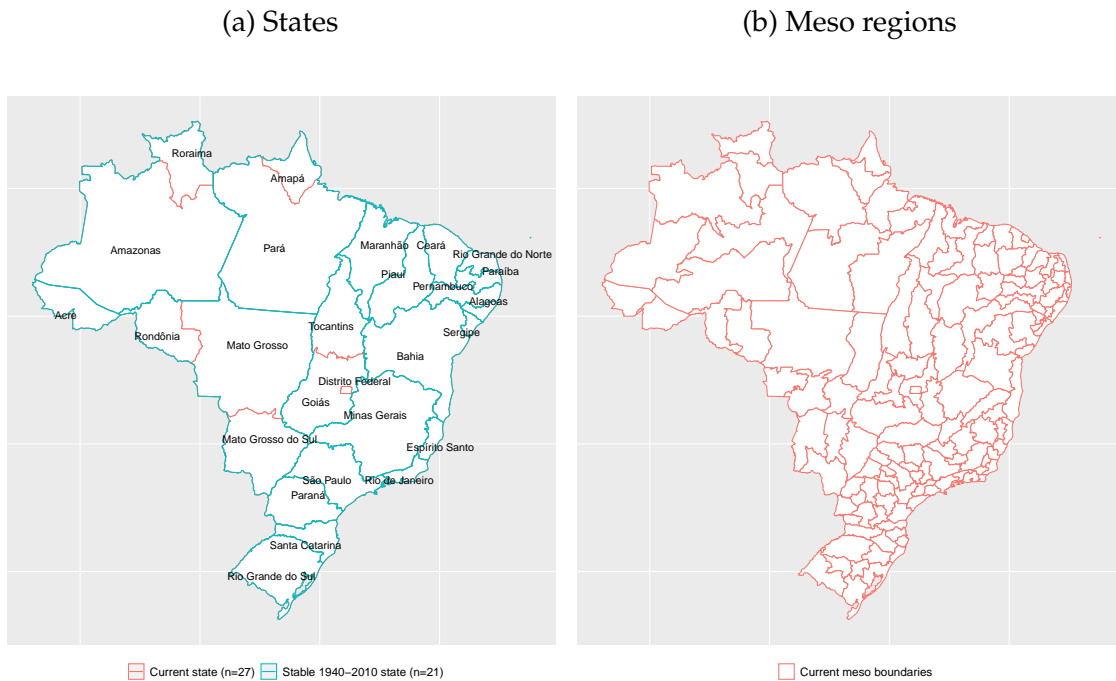 (a) States
(b) Meso regions
Roraima
Amapá
Amazonas
Pará
Maranhão
Ceará
Rio Grande do Norte
Piauí
Paraíba
Pernambuco
Alagoas
Acre
Rondônia
Tocantins
Sergipe
Mato Grosso
Bahia
Distrito Federal
Goiás
Minas Gerais
Mato Grosso do Sul
Espírito Santo
São Paulo
Rio de Janeiro
Paraná
Santa Catarina
Rio Grande do Sul
Current state (n=27)
Stable 1940–2010 state (n=21)
Current meso boundaries